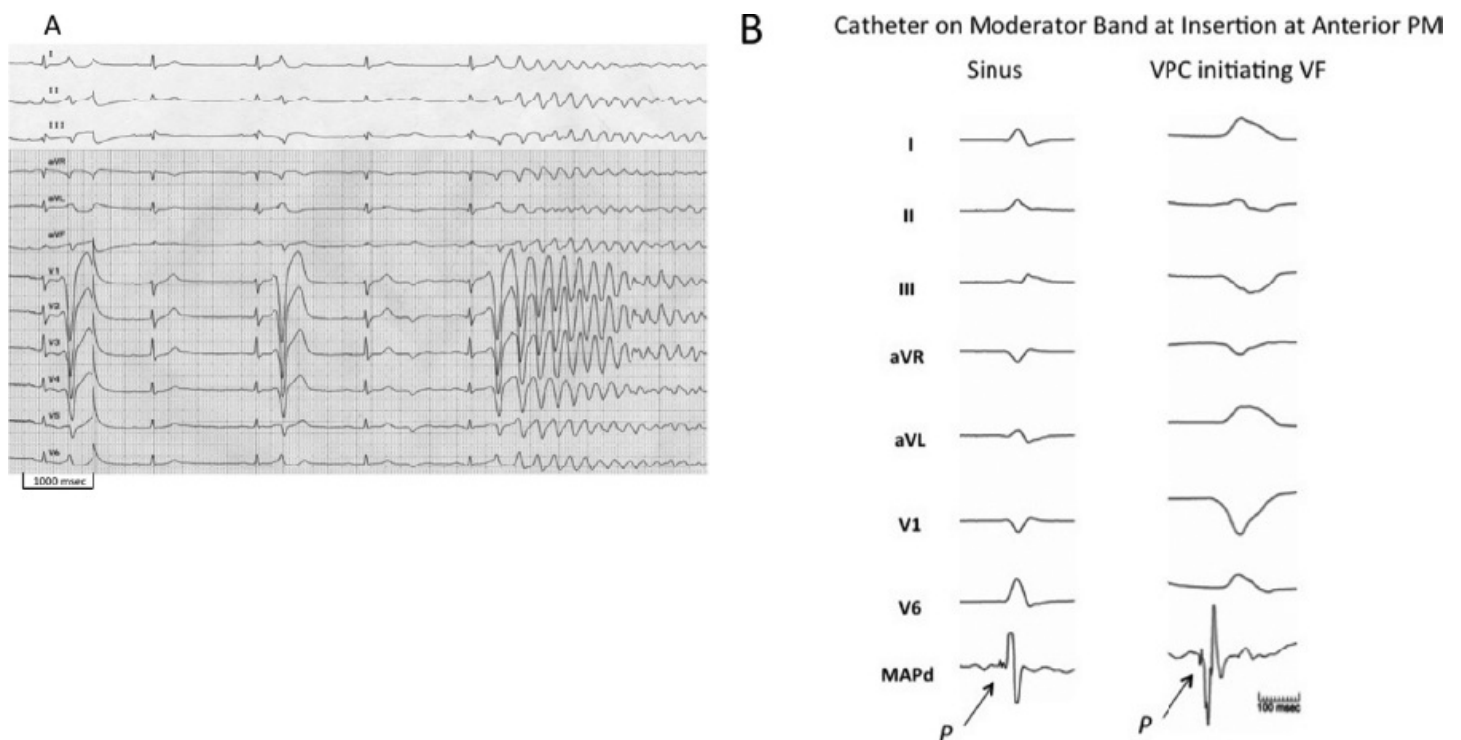 A
I
II
III
aVR
aVL
aVF
V1
V2
V3
V4
V5
V6
1000 msec
B
Catheter on Moderator Band at Insertion at Anterior PM
Sinus VPC initiating VF
I
II
III
aVR
aVL
V1
V6
MAPd
P P
100 msec